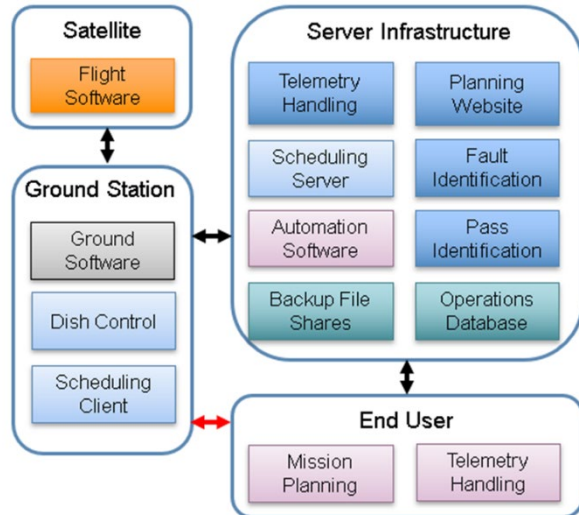 Satellite
Flight
Software
Ground Station
Ground
Software
Dish Control
Scheduling
Client
Server Infrastructure
Telemetry
Handling
Planning
Website
Scheduling
Server
Fault
Identification
Automation
Software
Pass
Identification
Backup File
Shares
Operations
Database
End User
Mission
Planning
Telemetry
Handling